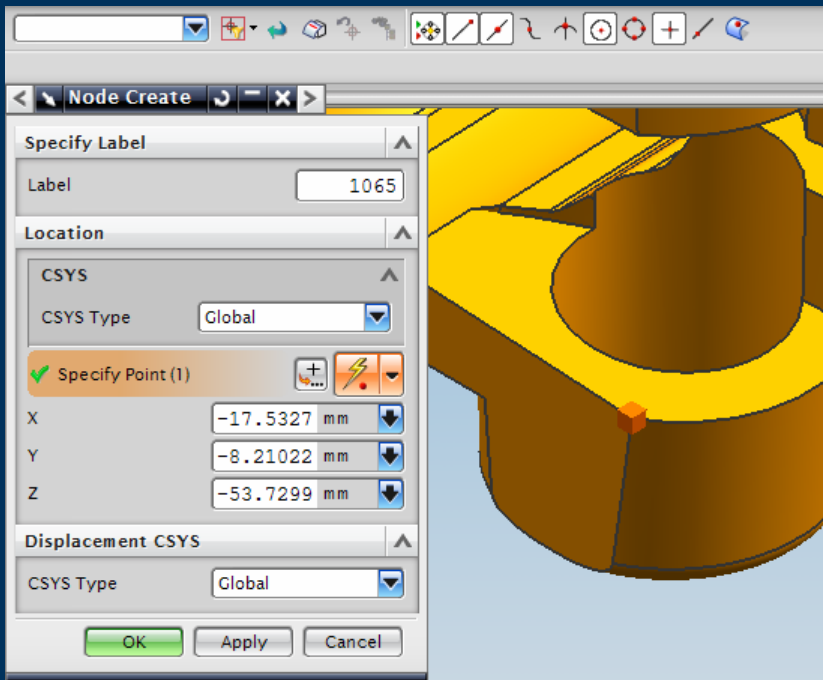 Node Create
Specify Label
Label 1065
Location
CSYS
CSYS Type Global
Specify Point (1)
X -17.5327 mm
Y -8.21022 mm
Z -53.7299 mm
Displacement CSYS
CSYS Type Global
OK Apply Cancel